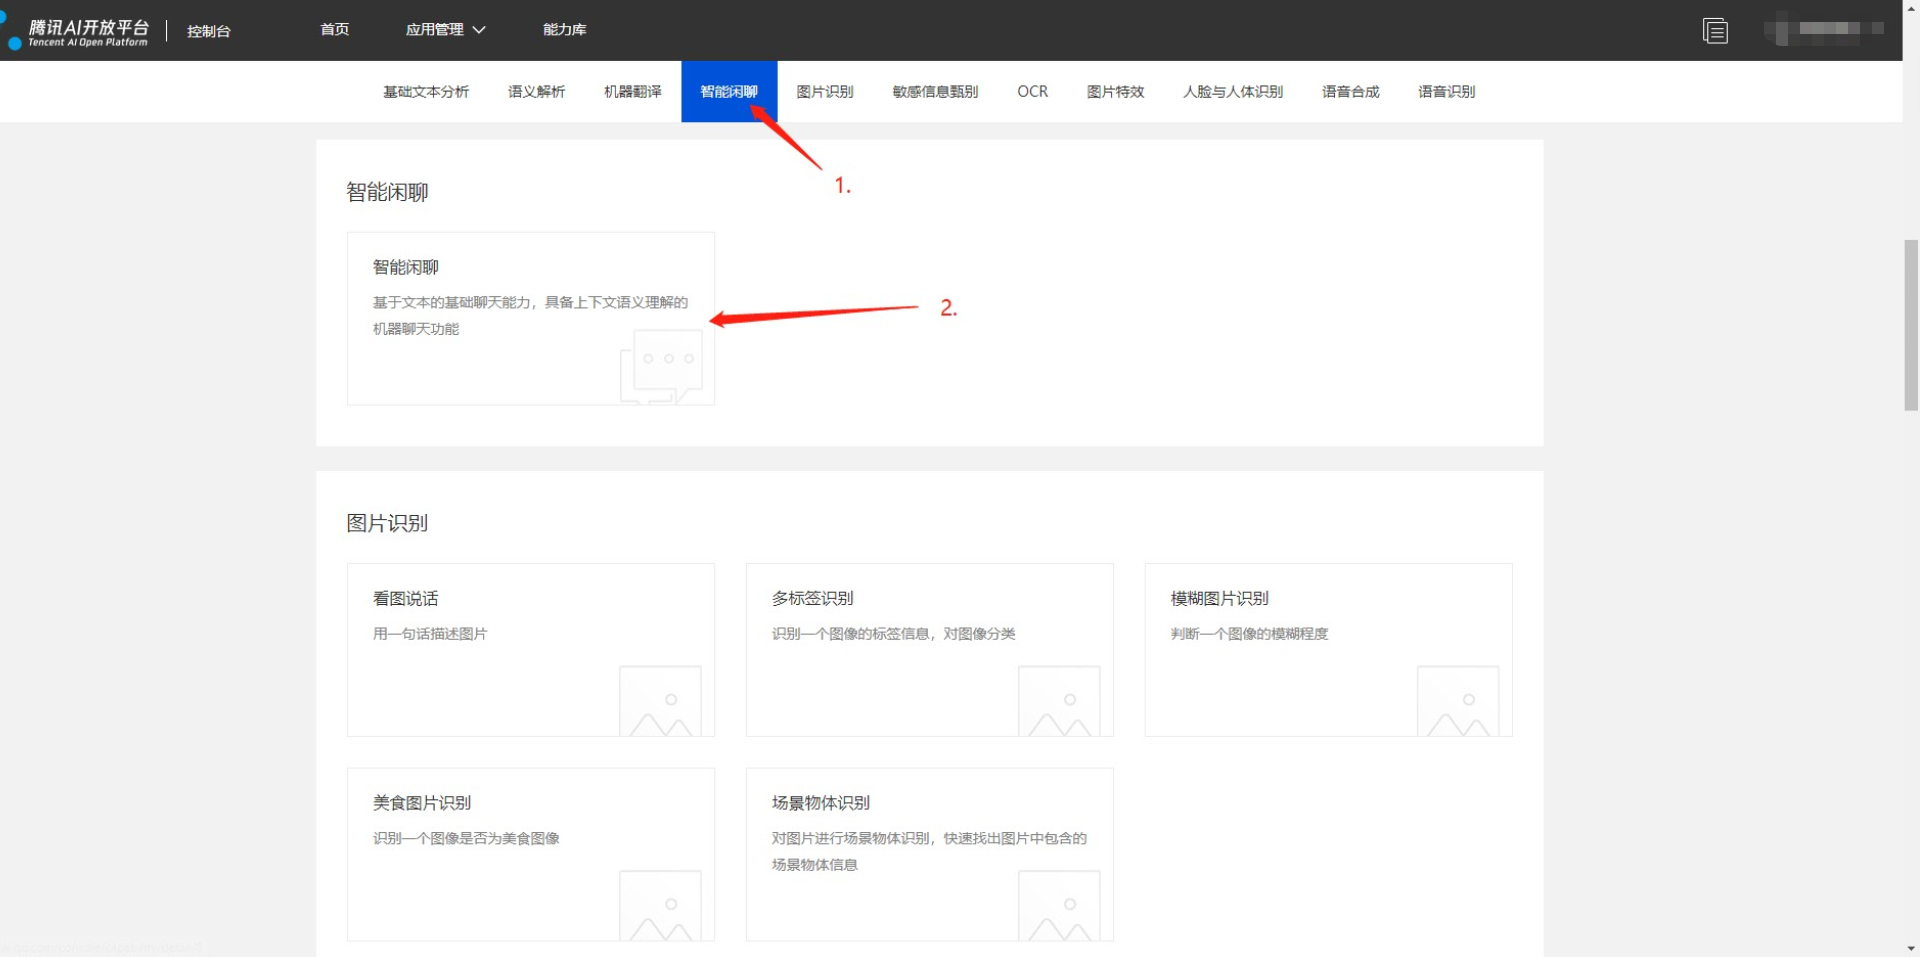 腾讯AI开放平台
Tencent AI Open Platform
控制台
首页
应用管理
能力库
基础文本分析
语义解析
机器翻译
智能闲聊
图片识别
敏感信息甄别
OCR
图片特效
人脸与人体识别
语音合成
语音识别
1.
智能闲聊
智能闲聊
基于文本的基础聊天能力，具备上下文语义理解的
机器聊天功能
2.
图片识别
看图说话
用一句话描述图片
多标签识别
识别一个图像的标签信息，对图像分类
模糊图片识别
判断一个图像的模糊程度
美食图片识别
识别一个图像是否为美食图像
场景物体识别
对图片进行场景物体识别，快速找出图片中包含的
场景物体信息